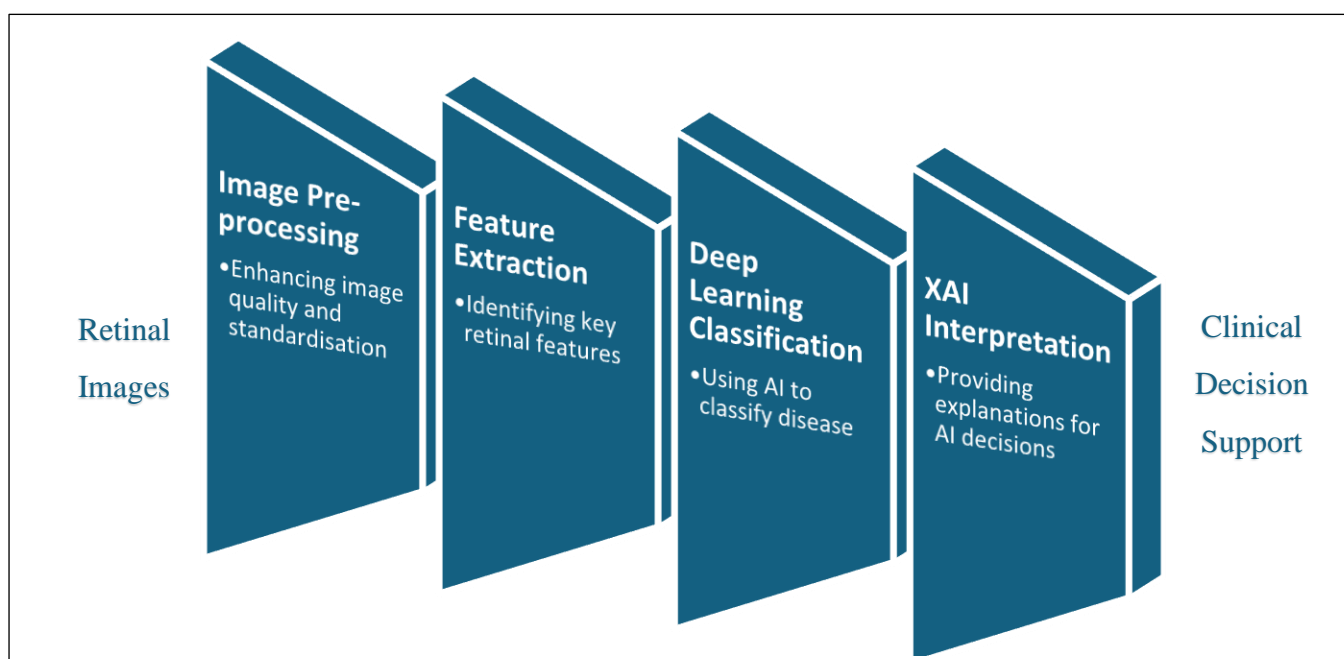 Retinal
Images
Image Pre-
processing
•Enhancing image
quality and
standardisation
Feature
Extraction
•Identifying key
retinal features
Deep
Learning
Classification
•Using AI to
classify disease
XAI
Interpretation
•Providing
explanations for
AI decisions
Clinical
Decision
Support